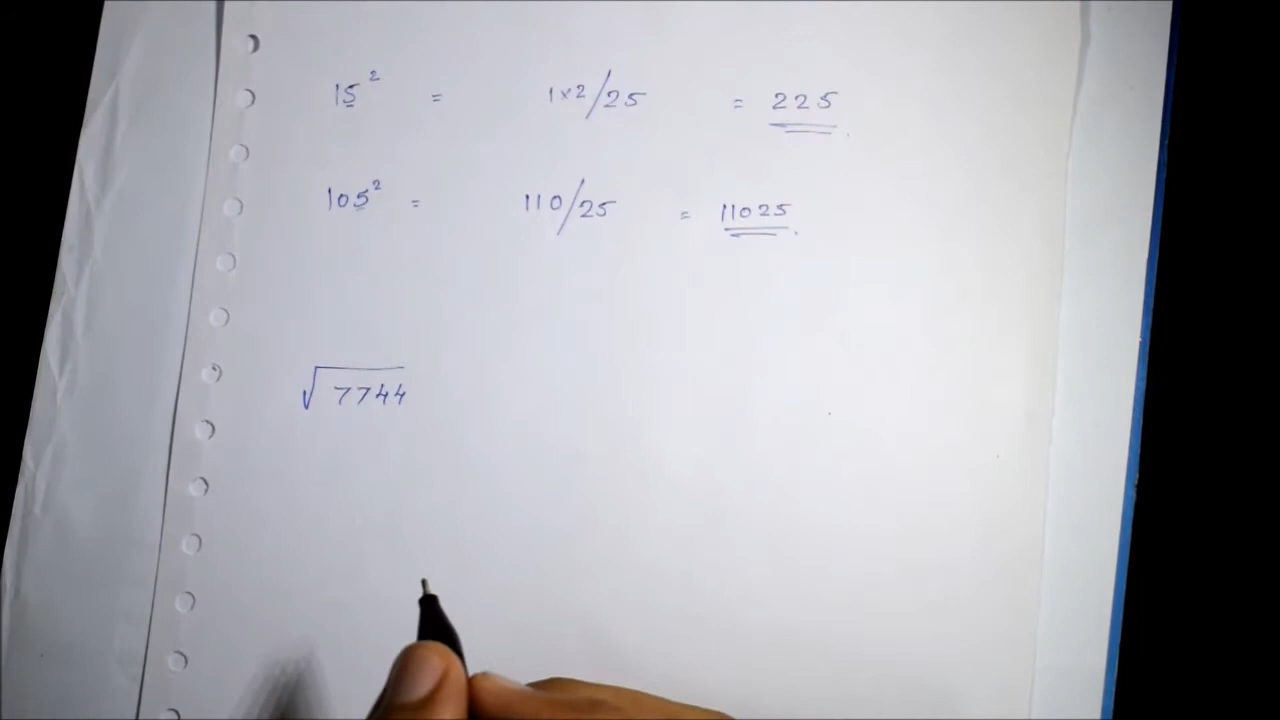 15² = 1×2/25 = 225.
105² = 110/25 = 11025.
√7744